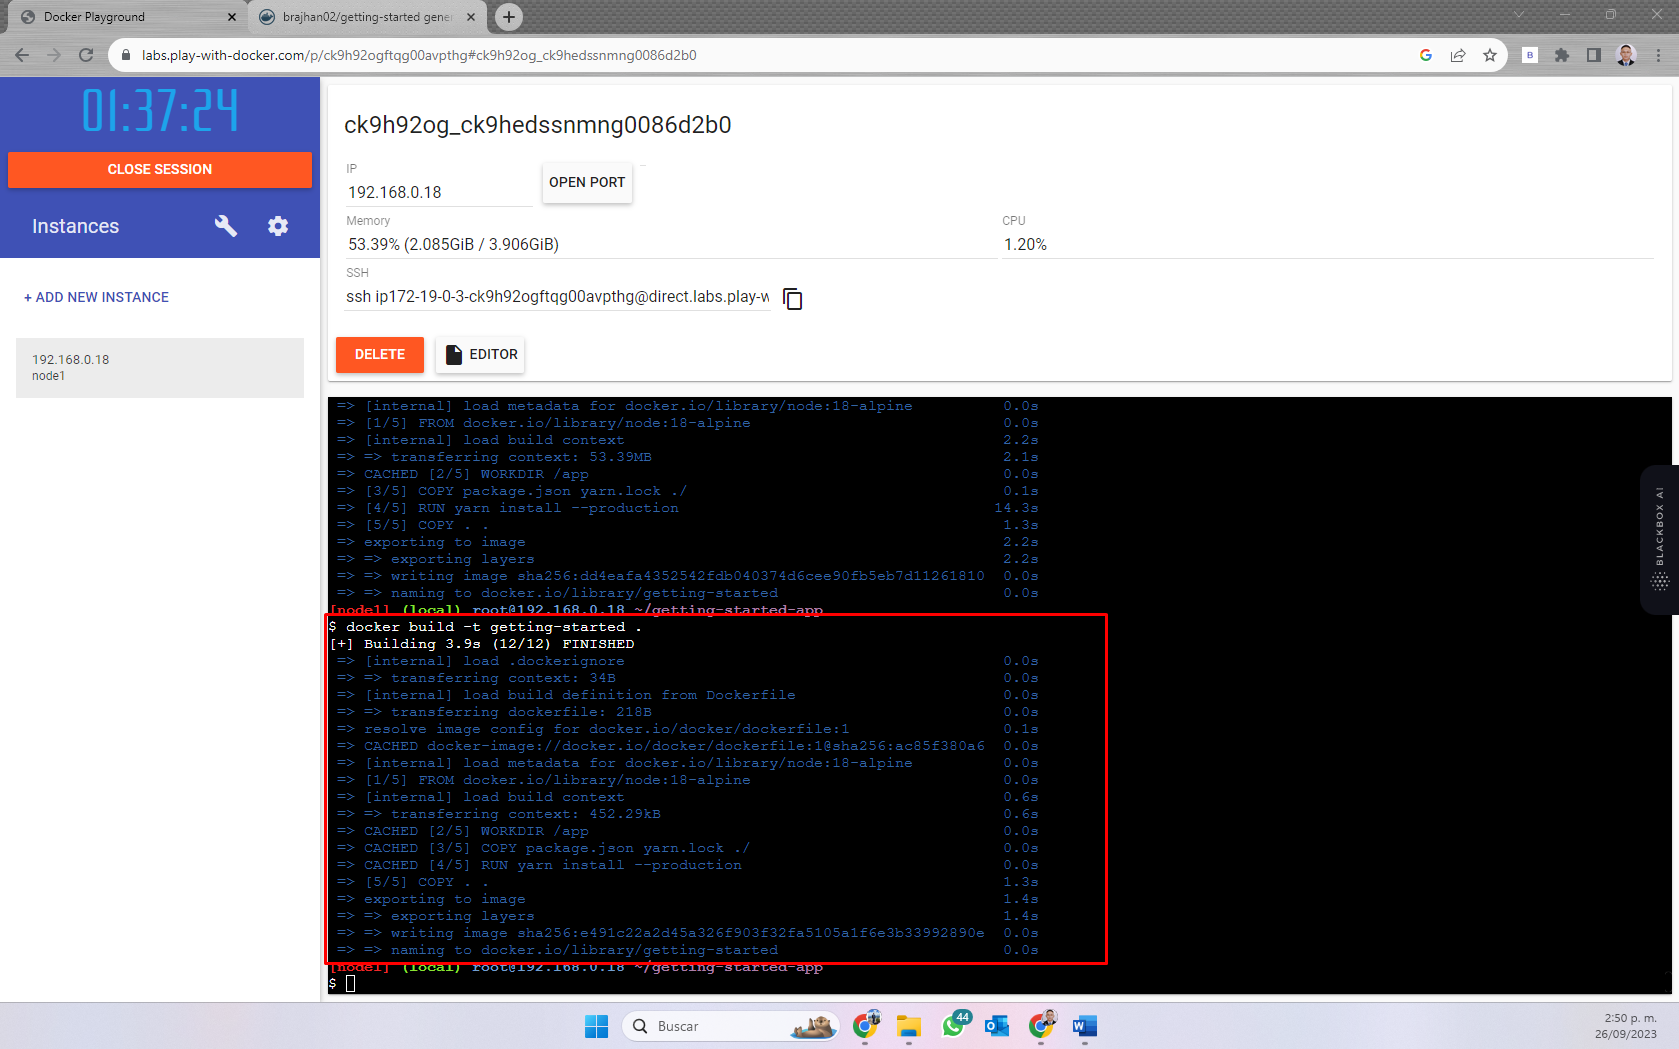 Docker Playground
brajhan02/getting-started gene
labs.play-with-docker.com/p/ck9h92ogftqg00avpthg#ck9h92og_ck9hedssnmng0086d2b0
01:37:24
CLOSE SESSION
Instances
+ ADD NEW INSTANCE
192.168.0.18
node1
ck9h92og_ck9hedssnmng0086d2b0
IP
192.168.0.18
OPEN PORT
Memory
53.39% (2.085GiB / 3.906GiB)
CPU
1.20%
SSH
ssh ip172-19-0-3-ck9h92ogftqg00avpthg@direct.labs.play-w
DELETE
EDITOR
=> [internal] load metadata for docker.io/library/node:18-alpine 0.0s
=> [1/5] FROM docker.io/library/node:18-alpine 0.0s
=> [internal] load build context 2.2s
=> => transferring context: 53.39MB 2.1s
=> CACHED [2/5] WORKDIR /app 0.0s
=> [3/5] COPY package.json yarn.lock ./ 0.1s
=> [4/5] RUN yarn install --production 14.3s
=> [5/5] COPY . . 1.3s
=> exporting to image 2.2s
=> => exporting layers 2.2s
=> => writing image sha256:dd4eafa4352542fdb040374d6cee90fb5eb7d11261810 0.0s
=> => naming to docker.io/library/getting-started 0.0s
[node1] (local) root@192.168.0.18 ~/getting-started-app
$ docker build -t getting-started .
[+] Building 3.9s (12/12) FINISHED
=> [internal] load .dockerignore 0.0s
=> => transferring context: 34B 0.0s
=> [internal] load build definition from Dockerfile 0.0s
=> => transferring dockerfile: 218B 0.0s
=> resolve image config for docker.io/docker/dockerfile:1 0.1s
=> CACHED docker-image://docker.io/docker/dockerfile:1@sha256:ac85f380a6 0.0s
=> [internal] load metadata for docker.io/library/node:18-alpine 0.0s
=> [1/5] FROM docker.io/library/node:18-alpine 0.0s
=> [internal] load build context 0.6s
=> => transferring context: 452.29kB 0.6s
=> CACHED [2/5] WORKDIR /app 0.0s
=> CACHED [3/5] COPY package.json yarn.lock ./ 0.0s
=> CACHED [4/5] RUN yarn install --production 0.0s
=> [5/5] COPY . . 1.3s
=> exporting to image 1.4s
=> => exporting layers 1.4s
=> => writing image sha256:e491c22a2d45a326f903f32fa5105a1f6e3b33992890e 0.0s
=> => naming to docker.io/library/getting-started 0.0s
[node1] (local) root@192.168.0.18 ~/getting-started-app
$
BLACKBOX AI
Buscar
44
2:50 p. m.
26/09/2023